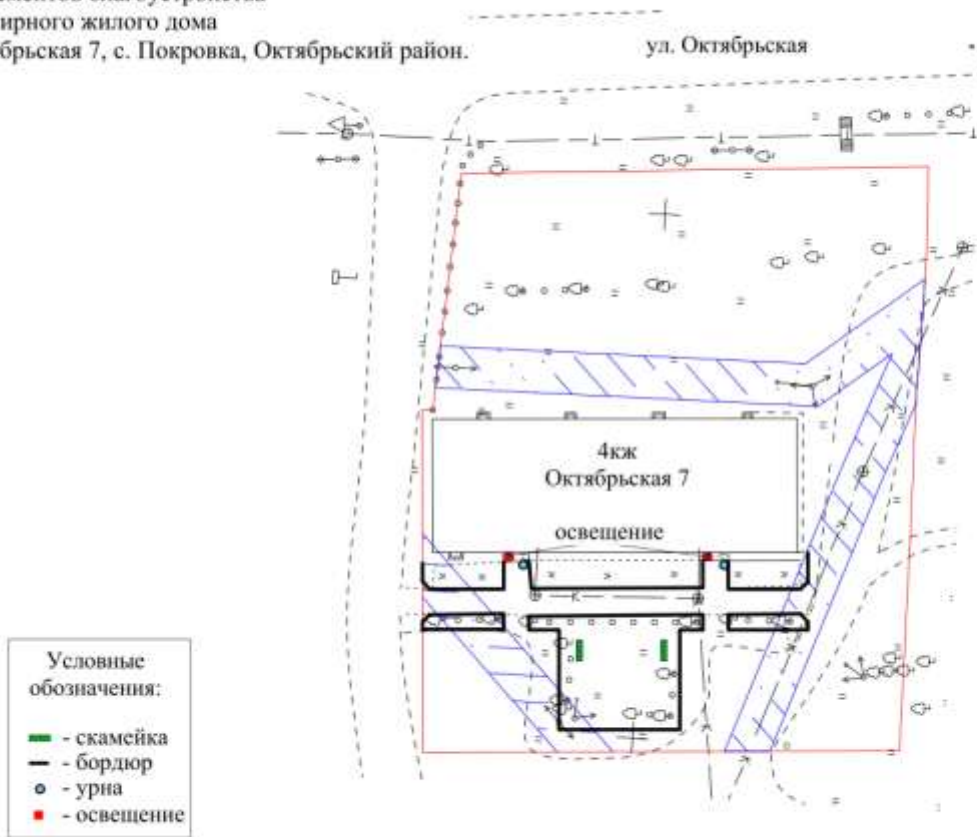 ирного жилого дома
брьская 7, с. Покровка, Октябрьский район.
ул. Октябрьская
4кж
Октябрьская 7
освещение
Условные
обозначения:
- скамейка
- бордюр
- урна
- освещение